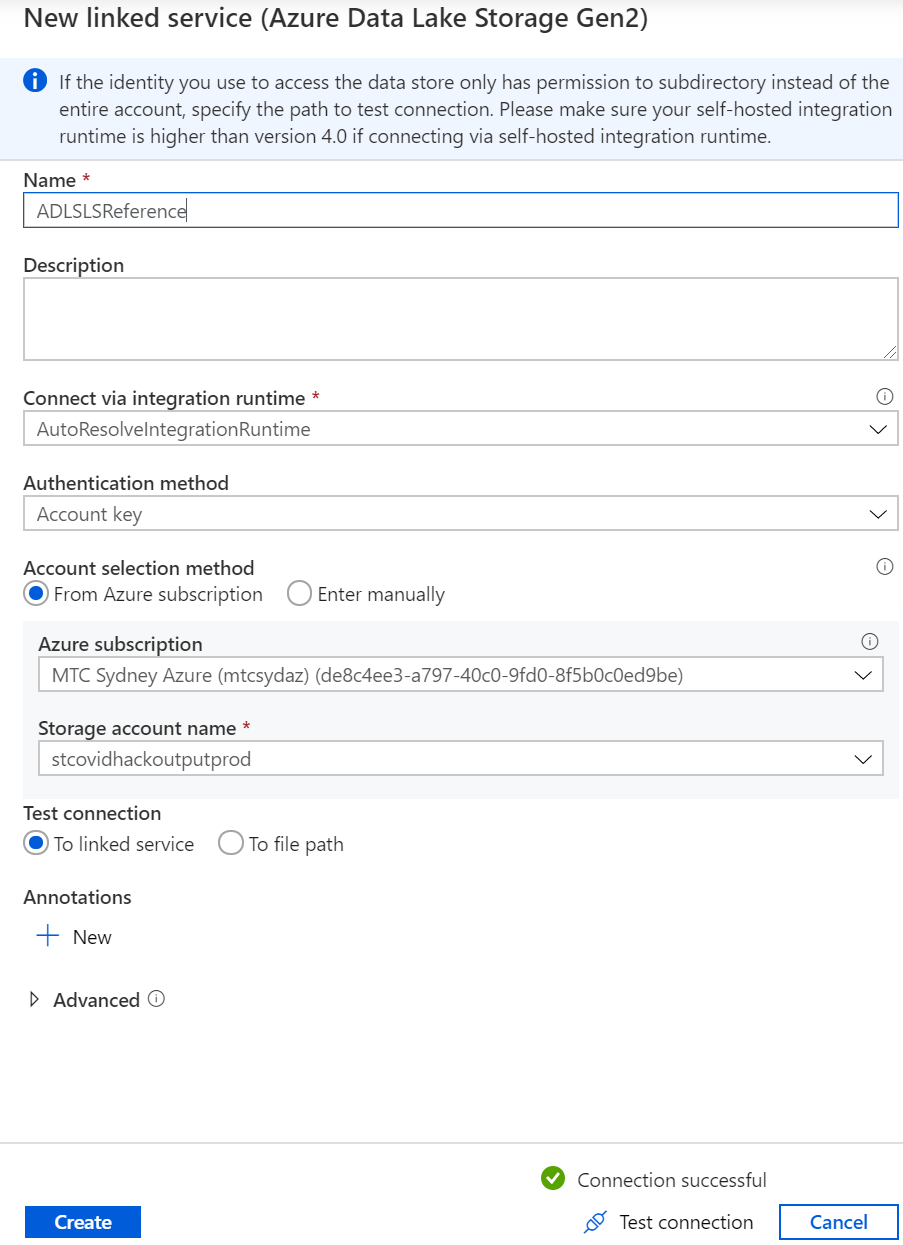 New linked service (Azure Data Lake Storage Gen2)
If the identity you use to access the data store only has permission to subdirectory instead of the
entire account, specify the path to test connection. Please make sure your self-hosted integration
runtime is higher than version 4.0 if connecting via self-hosted integration runtime.
Name *
ADLSLSReference
Description
Connect via integration runtime *
AutoResolveIntegrationRuntime
Authentication method
Account key
Account selection method
From Azure subscription Enter manually
Azure subscription
MTC Sydney Azure (mtcsydaz) (de8c4ee3-a797-40c0-9fd0-8f5b0c0ed9be)
Storage account name *
stcovidhackoutputprod
Test connection
To linked service To file path
Annotations
New
Advanced
Connection successful
Create Test connection Cancel